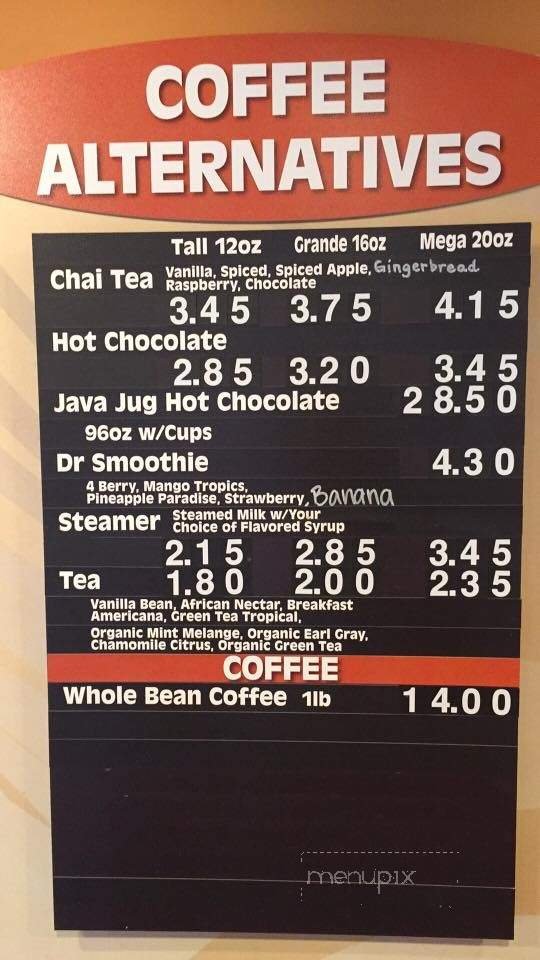 COFFEE
ALTERNATIVES
Tall 12oz Grande 16oz Mega 20oz
Chai Tea Vanilla, Spiced, Spiced Apple, Gingerbread
Raspberry, Chocolate
3.45 3.75 4.15
Hot Chocolate
2.85 3.20 3.45
Java Jug Hot Chocolate 28.50
96oz w/Cups
Dr Smoothie 4.30
4 Berry, Mango Tropics,
Pineapple Paradise, Strawberry, Banana
Steamer Steamed Milk w/Your
Choice of Flavored Syrup
2.15 2.85 3.45
Tea 1.80 2.00 2.35
Vanilla Bean, African Nectar, Breakfast
Americana, Green Tea Tropical,
Organic Mint Melange, Organic Earl Gray,
Chamomile Citrus, Organic Green Tea
COFFEE
Whole Bean Coffee 1lb 14.00
menupix